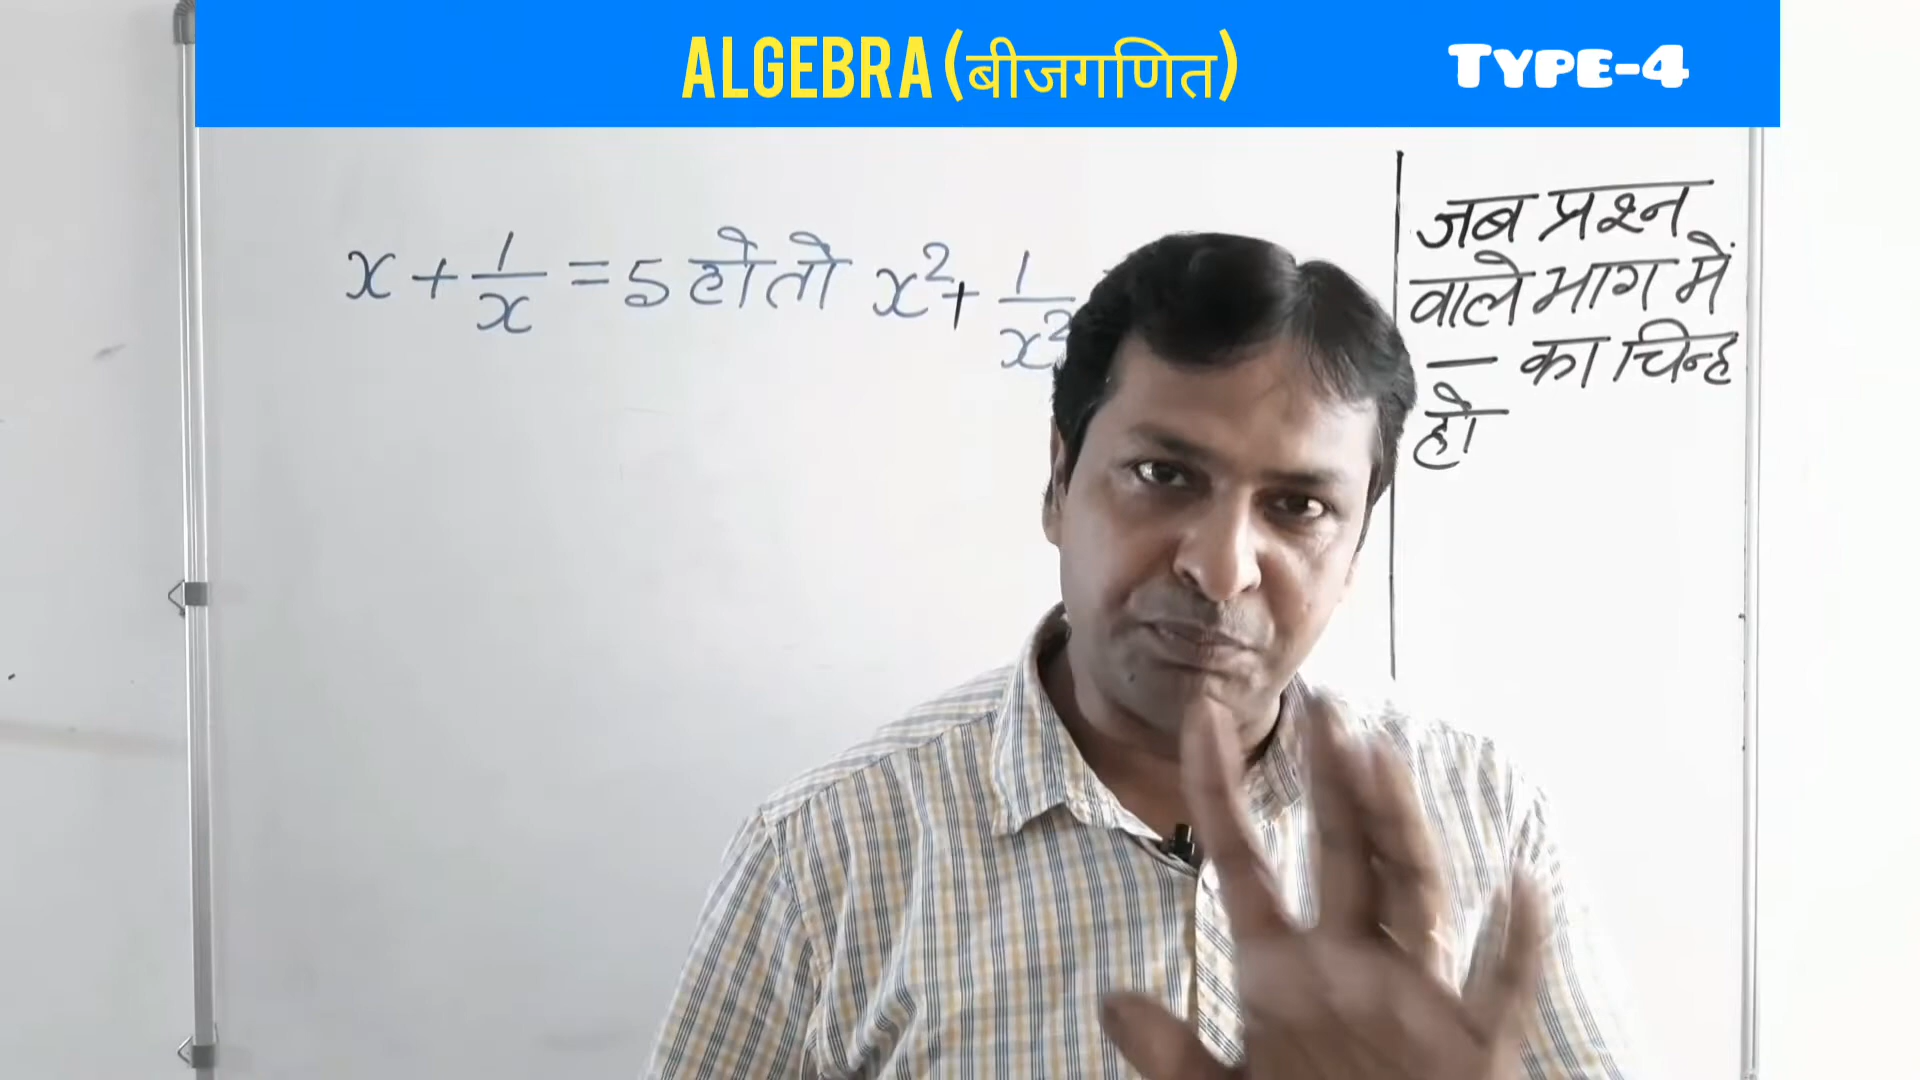 ALGEBRA (बीजगणित)
TYPE-4
x + 1/x = 5 हो तो x² + 1/x²
जब प्रश्न
वाले भाग में
— का चिन्ह
हो